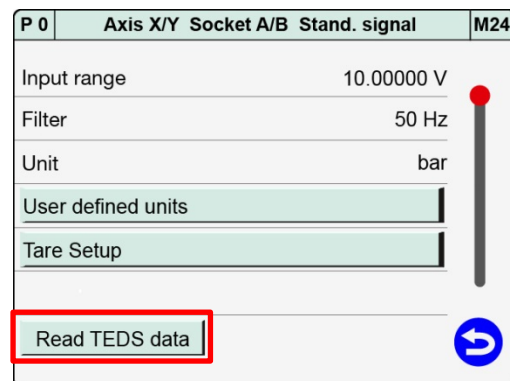 P 0 Axis X/Y Socket A/B Stand. signal M24
Input range 10.00000 V
Filter 50 Hz
Unit bar
User defined units
Tare Setup
Read TEDS data